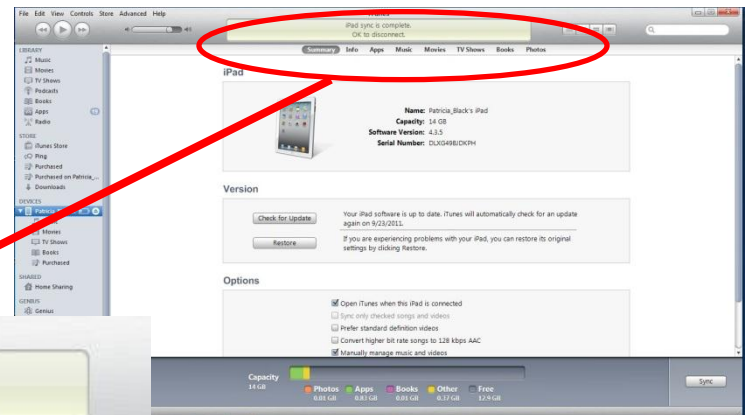 File Edit View Controls Store Advanced Help
iPad sync is complete.
OK to disconnect.
Summary Info Apps Music Movies TV Shows Books Photos
LIBRARY
Music
Movies
TV Shows
Podcasts
Books
Apps
Radio
STORE
iTunes Store
Ping
Purchased
Purchased on Patricia_...
Downloads
DEVICES
Movies
TV Shows
Books
Purchased
SHARED
Home Sharing
GENIUS
Genius
iPad
Name: Patricia_Black's iPad
Capacity: 14 GB
Software Version: 4.3.5
Serial Number: DLXG49BJDKPH
Version
Check for Update
Your iPad software is up to date. iTunes will automatically check for an update
again on 9/23/2011.
Restore
If you are experiencing problems with your iPad, you can restore its original
settings by clicking Restore.
Options
Open iTunes when this iPad is connected
Sync only checked songs and videos
Prefer standard definition videos
Convert higher bit rate songs to 128 kbps AAC
Manually manage music and videos
Capacity
14 GB
Photos
0.01 GB
Apps
0.83 GB
Books
0.01 GB
Other
0.37 GB
Free
12.9 GB
Sync